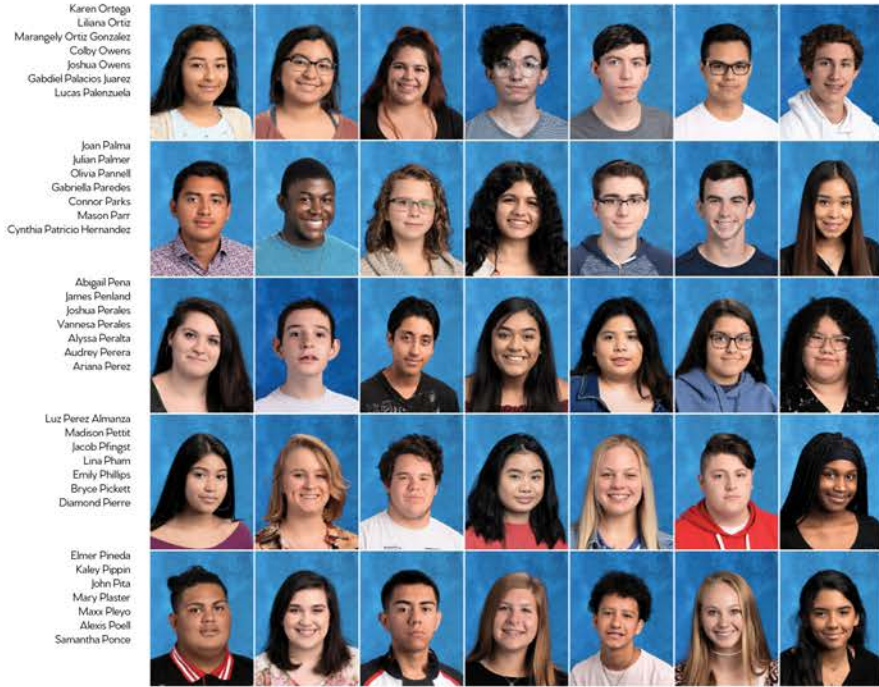 Karen Ortega
Liliana Ortiz
Marangely Ortiz Gonzalez
Colby Owens
Joshua Owens
Gabdiel Palacios Juarez
Lucas Palenzuela
Joan Palma
Julian Palmer
Olivia Pannell
Gabriella Paredes
Connor Parks
Mason Parr
Cynthia Patricio Hernandez
Abigail Pena
James Penland
Joshua Perales
Vannesa Perales
Alyssa Peralta
Audrey Perera
Ariana Perez
Luz Perez Almanza
Madison Pettit
Jacob Pfingst
Lina Pham
Emily Phillips
Bryce Pickett
Diamond Pierre
Elmer Pineda
Kaley Pippin
John Pita
Mary Plaster
Maxx Pleyo
Alexis Poell
Samantha Ponce